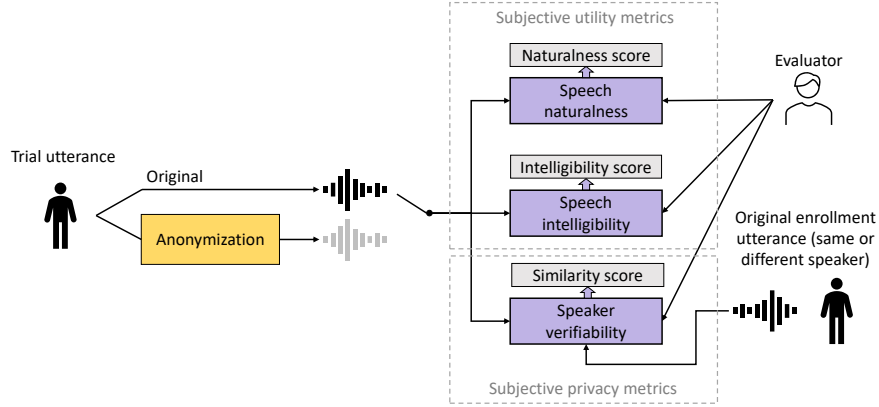 Subjective utility metrics
Naturalness score
Speech
naturalness
Evaluator
Trial utterance
Original
Anonymization
Intelligibility score
Speech
intelligibility
Original enrollment
utterance (same or
different speaker)
Similarity score
Speaker
verifiability
Subjective privacy metrics